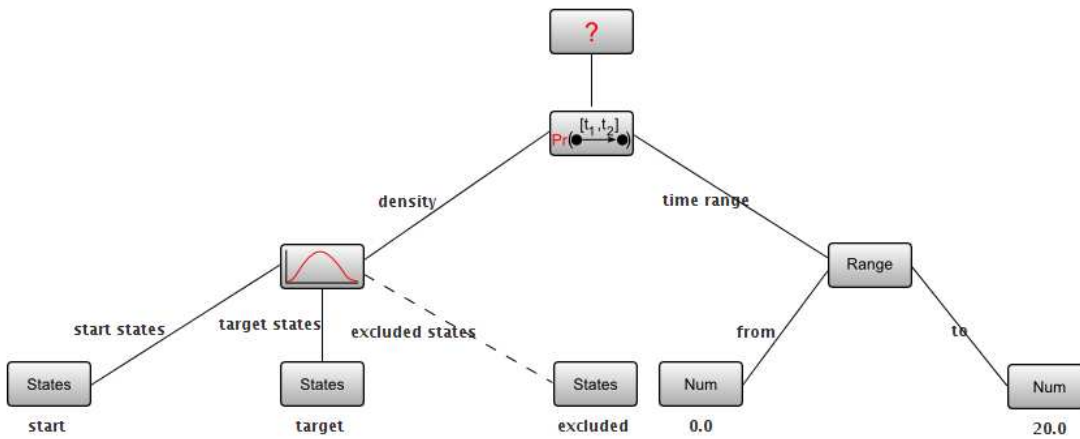 ?
[t1,t2]
Pr( )
density
time range
Range
start states
target states
excluded states
from
to
States
States
States
Num
Num
start
target
excluded
0.0
20.0